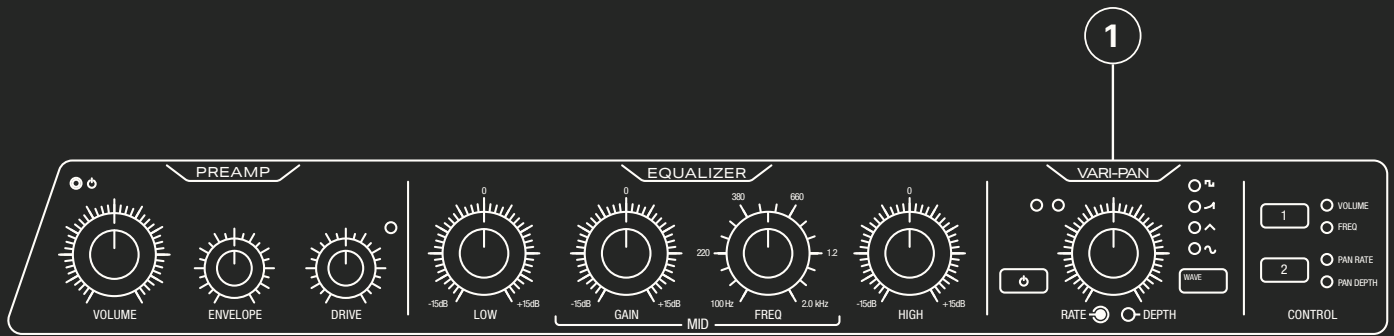 1
PREAMP
EQUALIZER
VARI-PAN
0
0
380
660
0
1
VOLUME
FREQ
220
1.2
2
PAN RATE
PAN DEPTH
WAVE
-15dB
+15dB
-15dB
+15dB
100 Hz
2.0 kHz
-15dB
+15dB
VOLUME
ENVELOPE
DRIVE
LOW
GAIN
FREQ
HIGH
RATE
DEPTH
CONTROL
MID